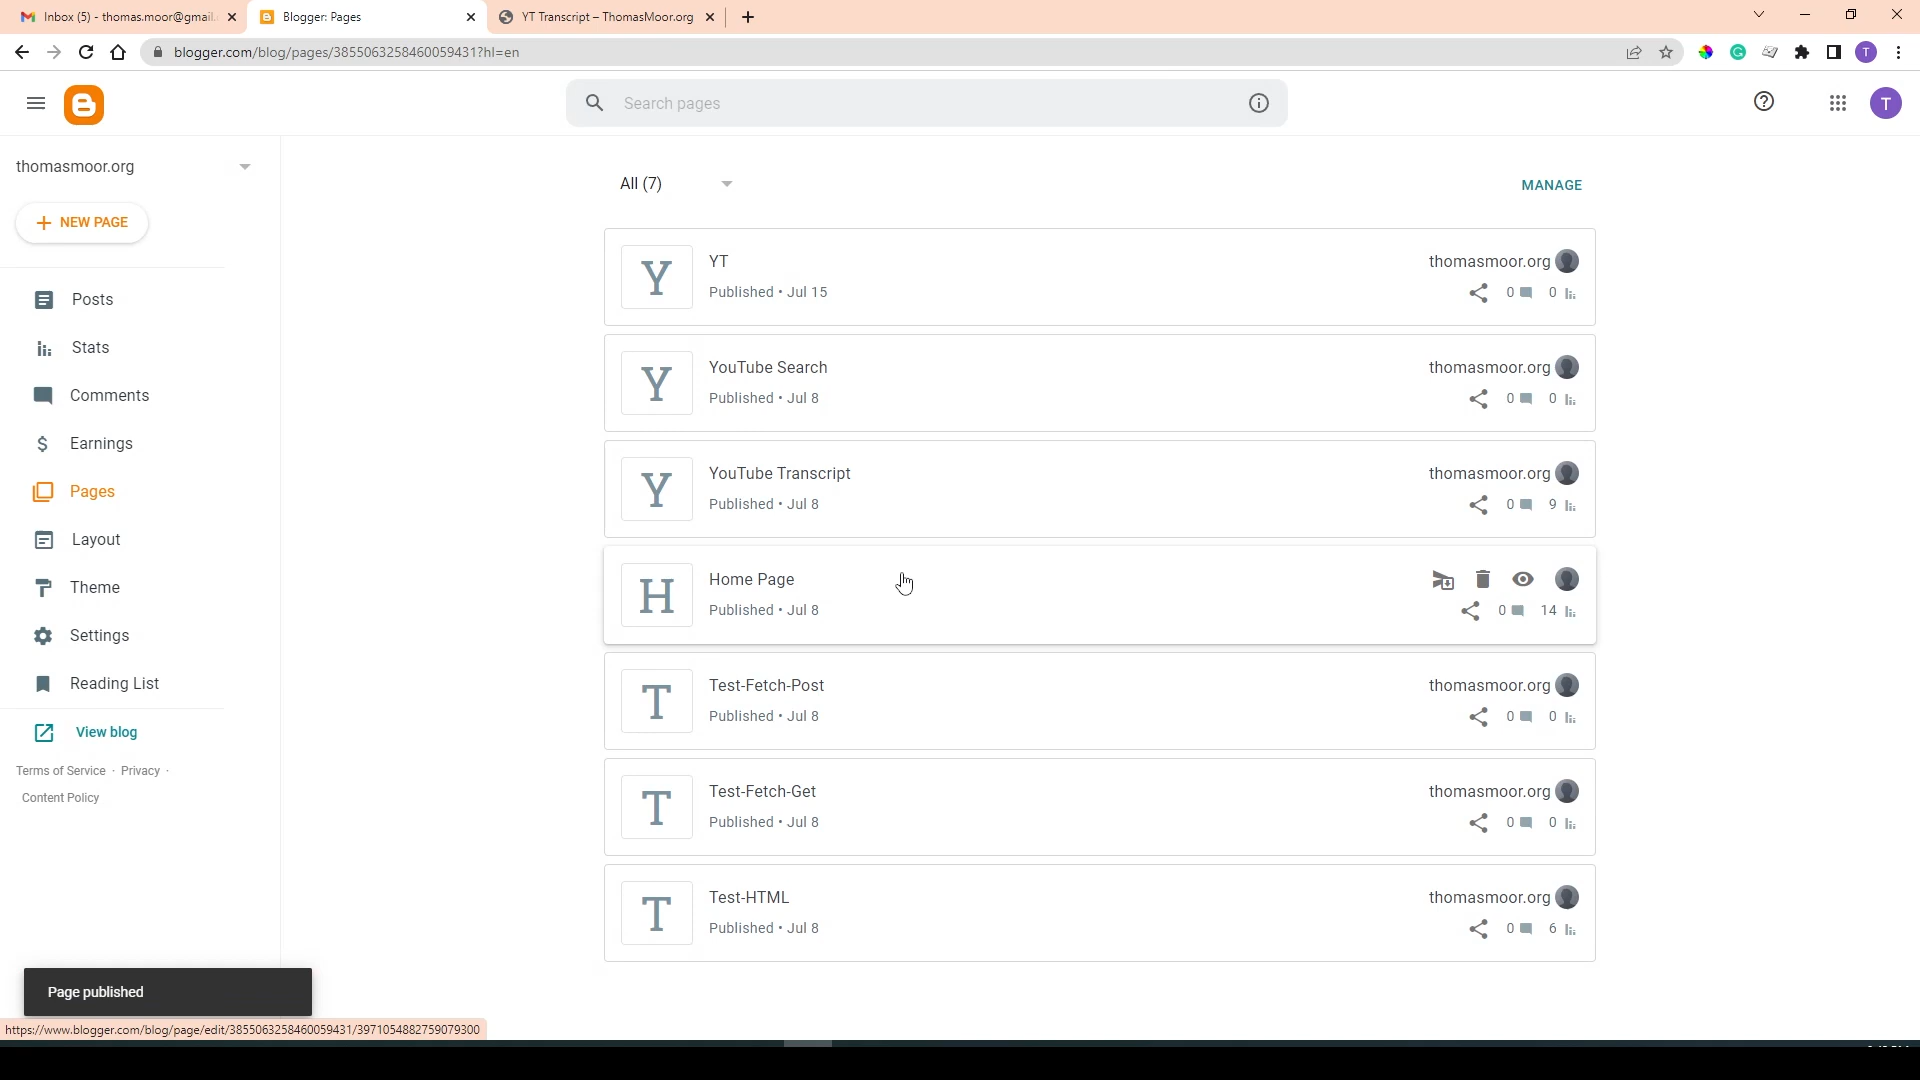 Inbox (5) - thomas.moor@gmail.
Blogger: Pages
YT Transcript – ThomasMoor.org
blogger.com/blog/pages/3855063258460059431?hl=en
T
Search pages
T
thomasmoor.org
NEW PAGE
Posts
Stats
Comments
Earnings
Pages
Layout
Theme
Settings
Reading List
View blog
Terms of Service · Privacy ·
Content Policy
All (7)
MANAGE
Y
YT
thomasmoor.org
Published • Jul 15
0
0
Y
YouTube Search
thomasmoor.org
Published • Jul 8
0
0
Y
YouTube Transcript
thomasmoor.org
Published • Jul 8
0
9
H
Home Page
Published • Jul 8
0
14
T
Test-Fetch-Post
thomasmoor.org
Published • Jul 8
0
0
T
Test-Fetch-Get
thomasmoor.org
Published • Jul 8
0
0
T
Test-HTML
thomasmoor.org
Published • Jul 8
0
6
Page published
https://www.blogger.com/blog/page/edit/3855063258460059431/3971054882759079300